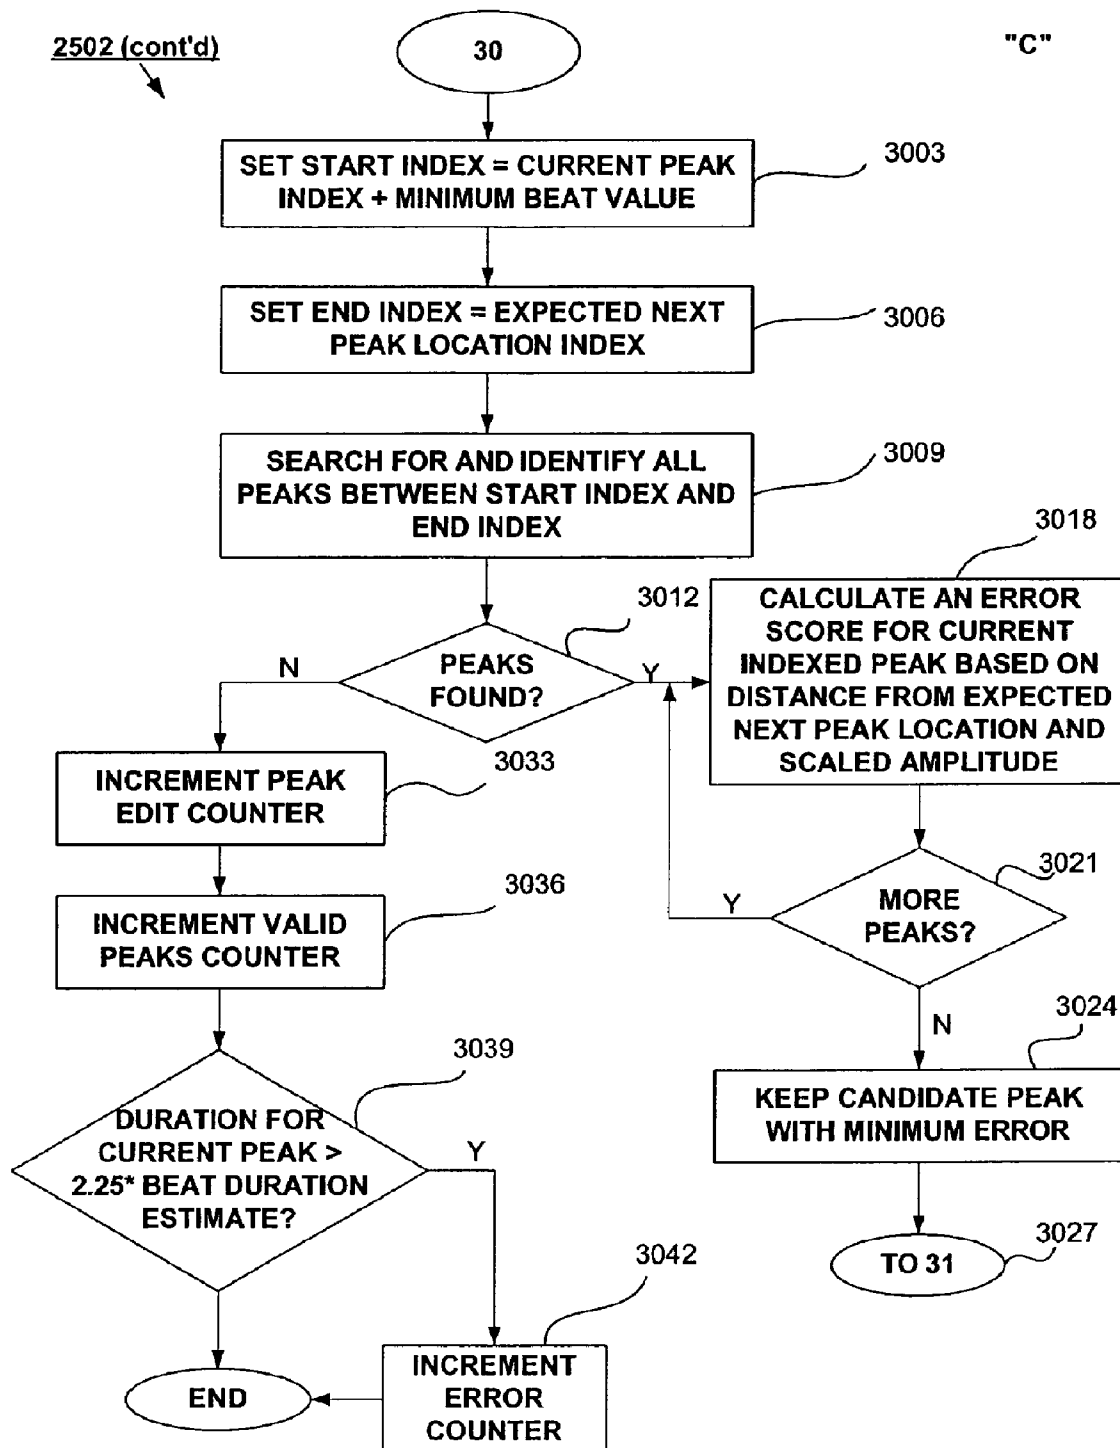 2502 (cont'd)
30
"C"
SET START INDEX = CURRENT PEAK
INDEX + MINIMUM BEAT VALUE
3003
SET END INDEX = EXPECTED NEXT
PEAK LOCATION INDEX
3006
SEARCH FOR AND IDENTIFY ALL
PEAKS BETWEEN START INDEX AND
END INDEX
3009
PEAKS
FOUND?
3012
N
Y
3018
CALCULATE AN ERROR
SCORE FOR CURRENT
INDEXED PEAK BASED ON
DISTANCE FROM EXPECTED
NEXT PEAK LOCATION AND
SCALED AMPLITUDE
INCREMENT PEAK
EDIT COUNTER
3033
MORE
PEAKS?
3021
Y
N
INCREMENT VALID
PEAKS COUNTER
3036
3024
KEEP CANDIDATE PEAK
WITH MINIMUM ERROR
DURATION FOR
CURRENT PEAK >
2.25* BEAT DURATION
ESTIMATE?
3039
Y
TO 31
3027
3042
INCREMENT
ERROR
COUNTER
END